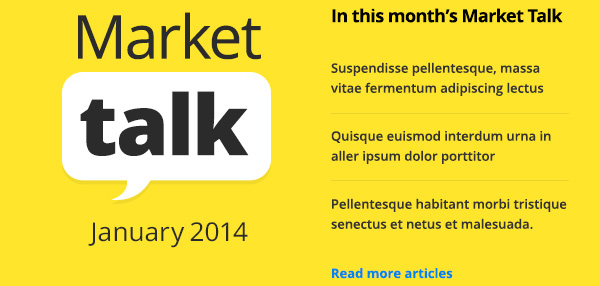 Market
talk
January 2014
In this month's Market Talk
Suspendisse pellentesque, massa
vitae fermentum adipiscing lectus
Quisque euismod interdum urna in
aller ipsum dolor porttitor
Pellentesque habitant morbi tristique
senectus et netus et malesuada.
Read more articles